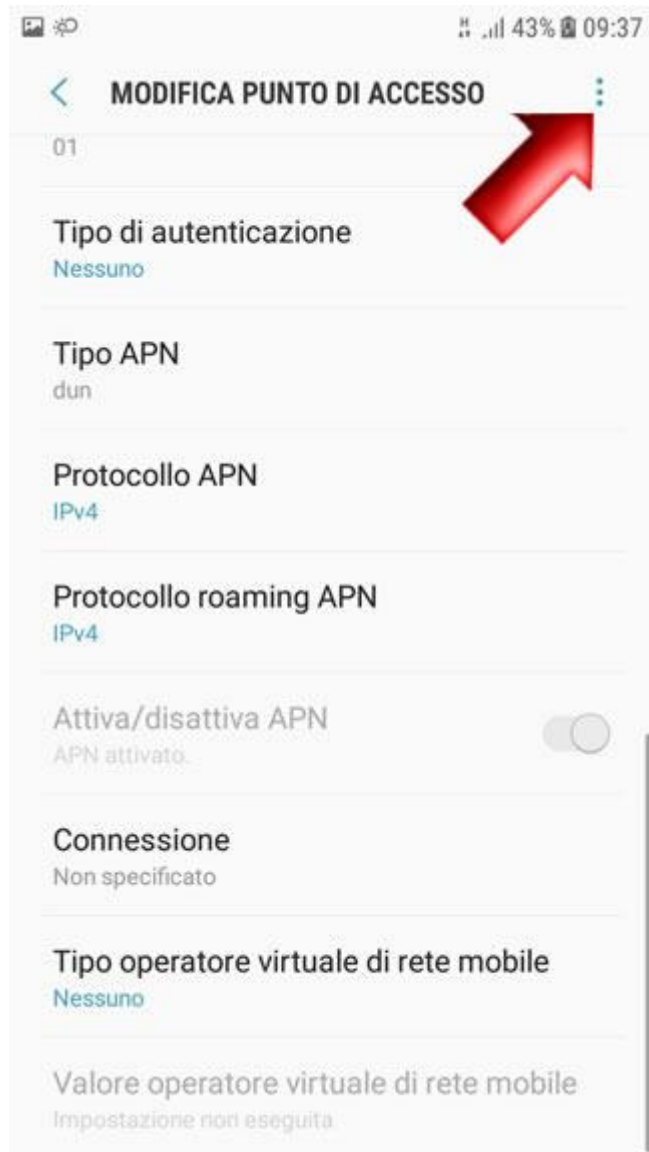 43% 09:37
MODIFICA PUNTO DI ACCESSO
01
Tipo di autenticazione
Nessuno
Tipo APN
dun
Protocollo APN
IPv4
Protocollo roaming APN
IPv4
Attiva/disattiva APN
APN attivato.
Connessione
Non specificato
Tipo operatore virtuale di rete mobile
Nessuno
Valore operatore virtuale di rete mobile
Impostazione non eseguita